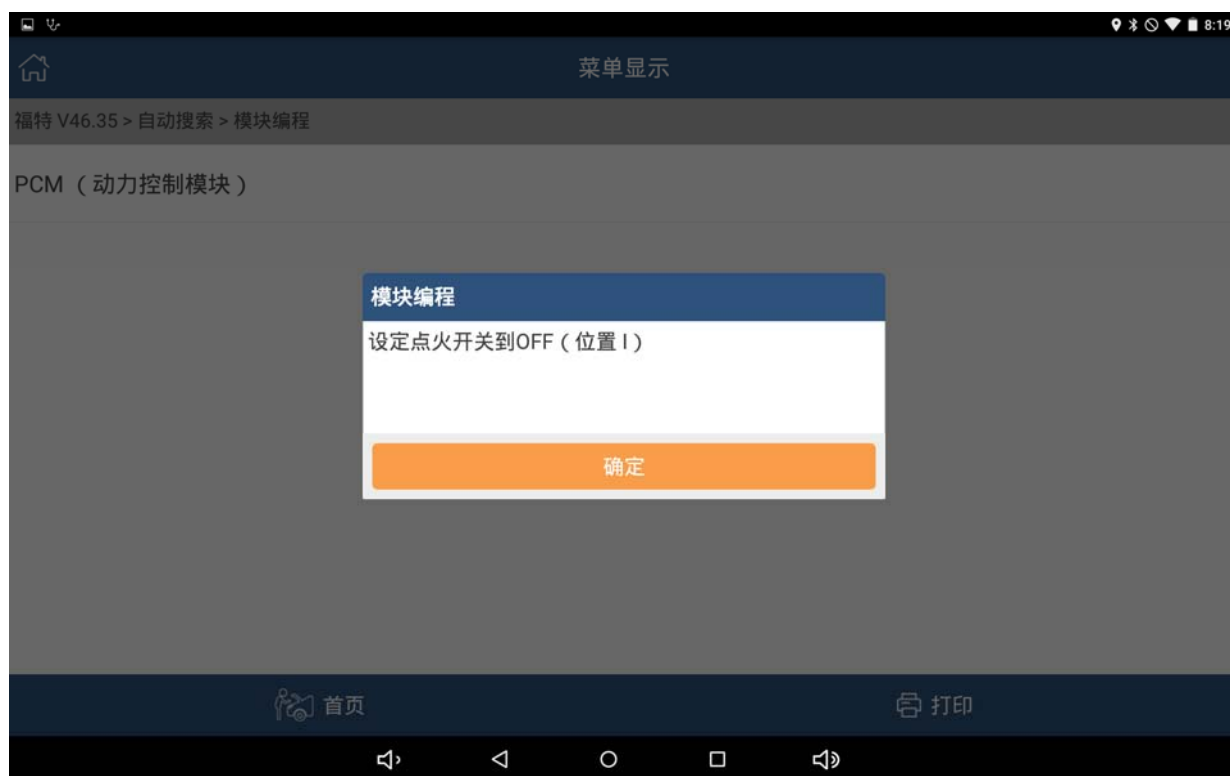 8:19
菜单显示
福特 V46.35 > 自动搜索 > 模块编程
PCM （动力控制模块）
模块编程
设定点火开关到OFF（位置 I）
确定
首页
打印